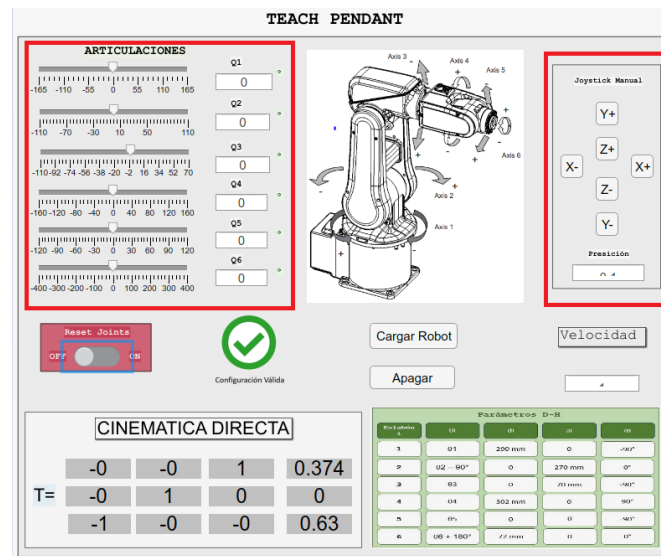 TEACH PENDANT
ARTICULACIONES
Q1
-165 -110 -55 0 55 110 165
0
Q2
-110 -70 -30 10 50 110
0
Q3
-110-92 -74 -56 -38 -20 -2 16 34 52 70
0
Q4
-160 -120 -80 -40 0 40 80 120 160
0
Q5
-120 -90 -60 -30 0 30 60 90 120
0
Q6
-400-300-200-100 0 100 200 300 400
0
Axis 3
Axis 4
Axis 5
Axis 6
Axis 2
Axis 1
+
-
Joystick Manual
Y+
Z+
X-
X+
Z-
Y-
Presición
Reset Joints
OFF
ON
Configuración Válida
Cargar Robot
Apagar
Velocidad
CINEMATICA DIRECTA
T=
-0 -0 1 0.374
-0 1 0 0
-1 -0 -0 0.63
Parámetros D-H
1 θ1 290 mm 0 -90°
2 θ2 - 90° 0 270 mm 0°
3 θ3 0 70 mm -90°
4 θ4 302 mm 0 90°
5 θ5 0 0 -90°
6 θ6 + 180° 72 mm 0 0°